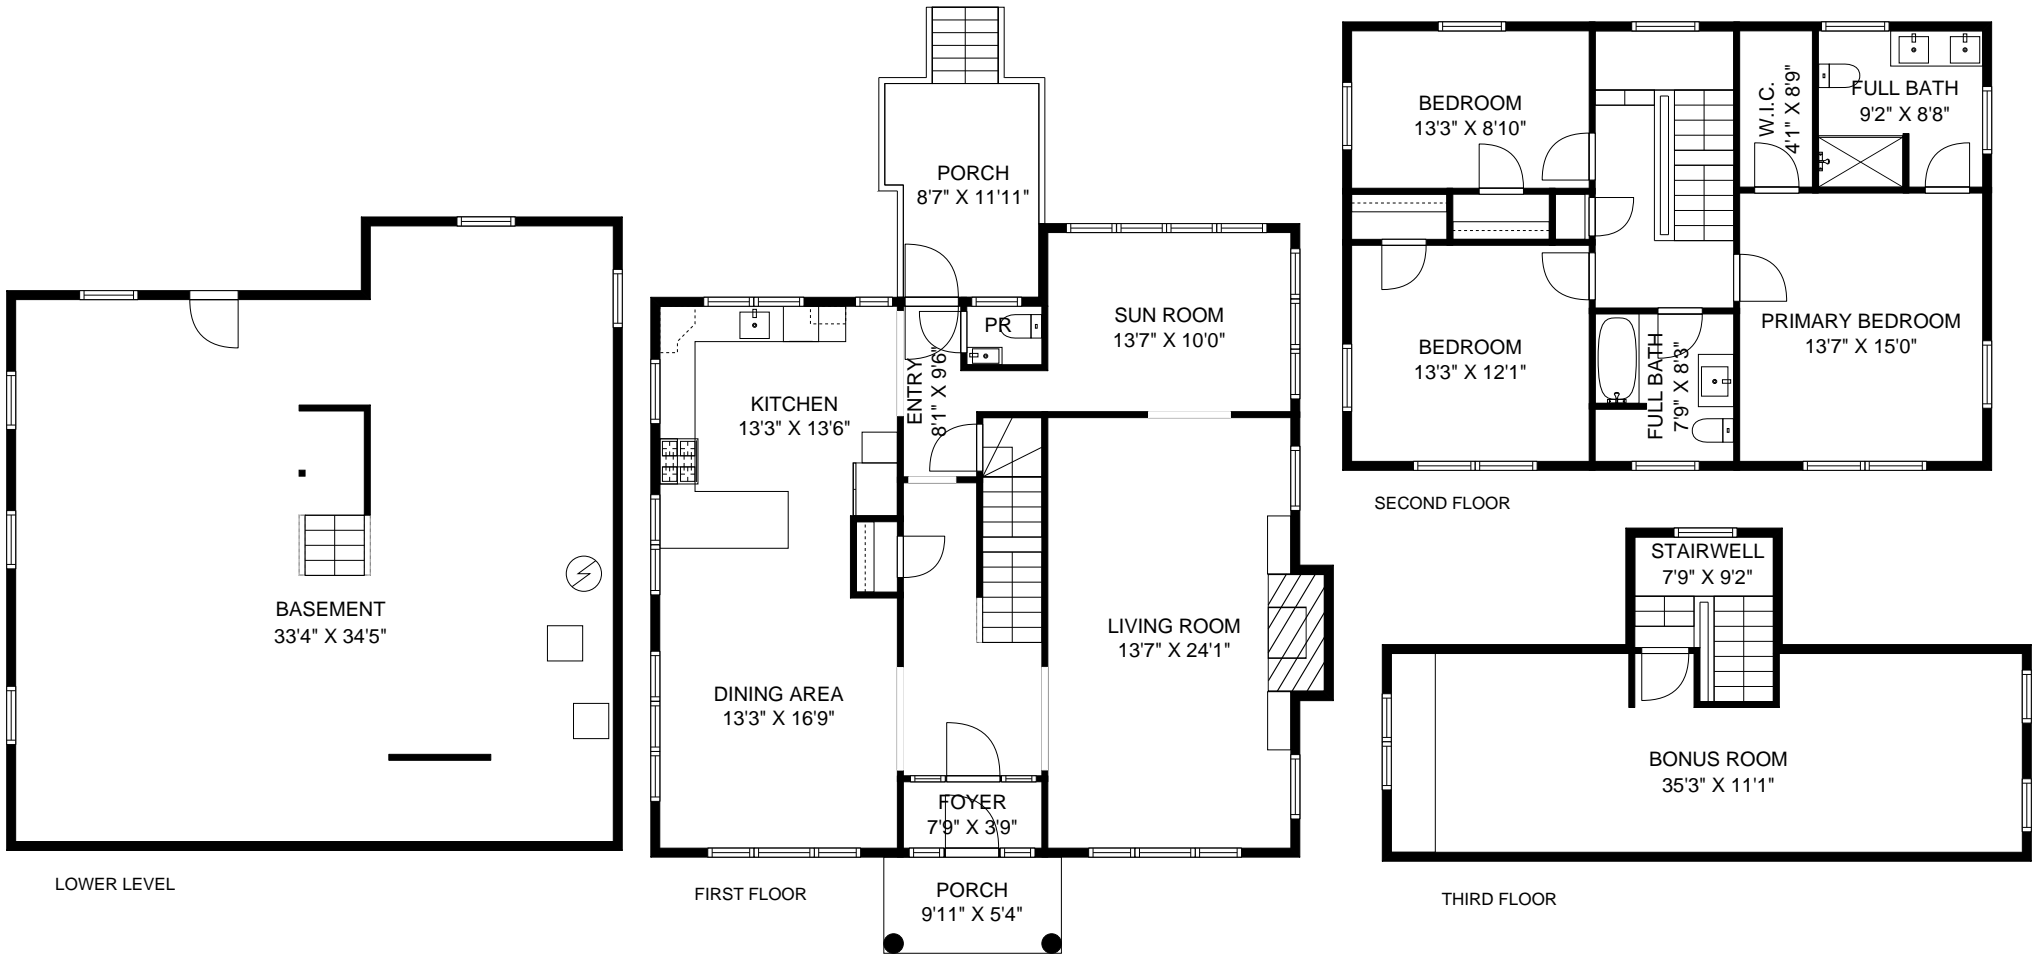 BASEMENT
33'4" X 34'5"
LOWER LEVEL
PORCH
8'7" X 11'11"
SUN ROOM
13'7" X 10'0"
PR
ENTRY
8'1" X 9'6"
KITCHEN
13'3" X 13'6"
LIVING ROOM
13'7" X 24'1"
DINING AREA
13'3" X 16'9"
FOYER
7'9" X 3'9"
PORCH
9'11" X 5'4"
FIRST FLOOR
BEDROOM
13'3" X 8'10"
W.I.C.
4'1" X 8'9"
FULL BATH
9'2" X 8'8"
BEDROOM
13'3" X 12'1"
FULL BATH
7'9" X 8'3"
PRIMARY BEDROOM
13'7" X 15'0"
SECOND FLOOR
STAIRWELL
7'9" X 9'2"
BONUS ROOM
35'3" X 11'1"
THIRD FLOOR